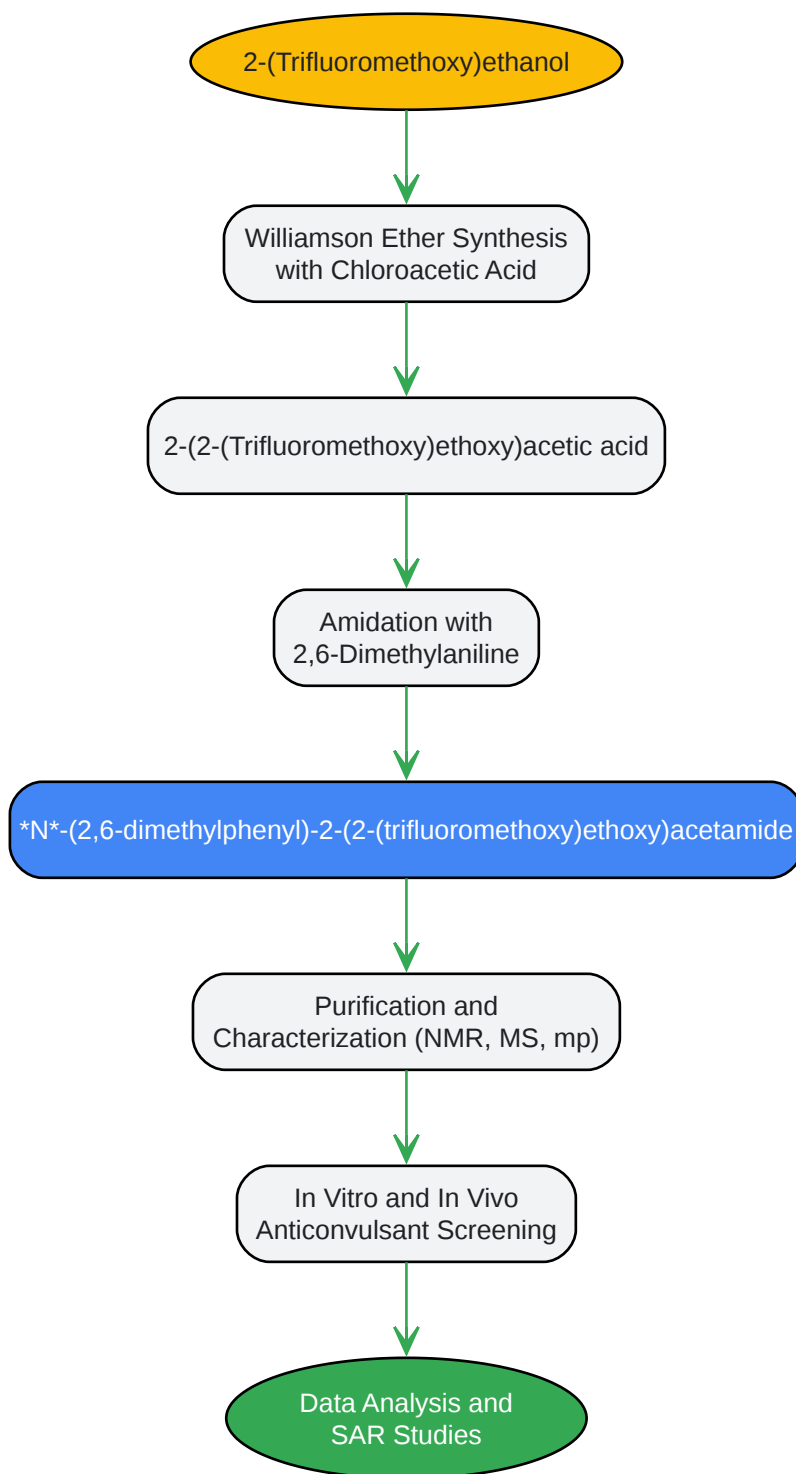 2-(Trifluoromethoxy)ethanol
Williamson Ether Synthesis
with Chloroacetic Acid
2-(2-(Trifluoromethoxy)ethoxy)acetic acid
Amidation with
2,6-Dimethylaniline
*N*-(2,6-dimethylphenyl)-2-(2-(trifluoromethoxy)ethoxy)acetamide
Purification and
Characterization (NMR, MS, mp)
In Vitro and In Vivo
Anticonvulsant Screening
Data Analysis and
SAR Studies